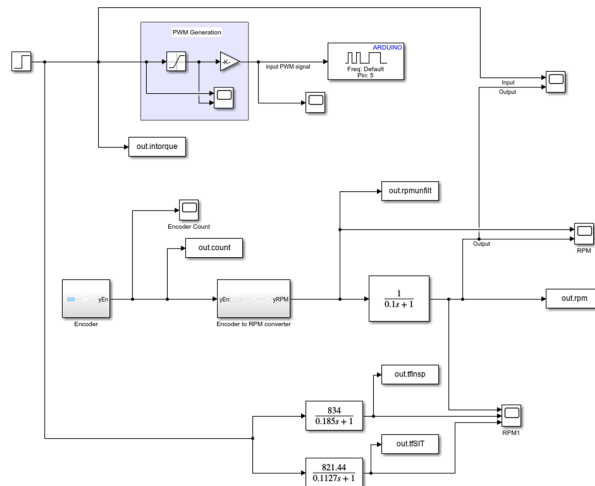 PWM Generation
-K-
input PWM signal
ARDUINO
Freq: Default
Pin: 5
Input
Output
out.intorque
out.rpmunfilt
Encoder Count
out.count
Output
RPM
yEn
Encoder
yEn
yRPM
Encoder to RPM converter
1
0.1s + 1
out.rpm
out.tfInsp
834
0.185s + 1
RPM1
out.tfSIT
821.44
0.1127s + 1